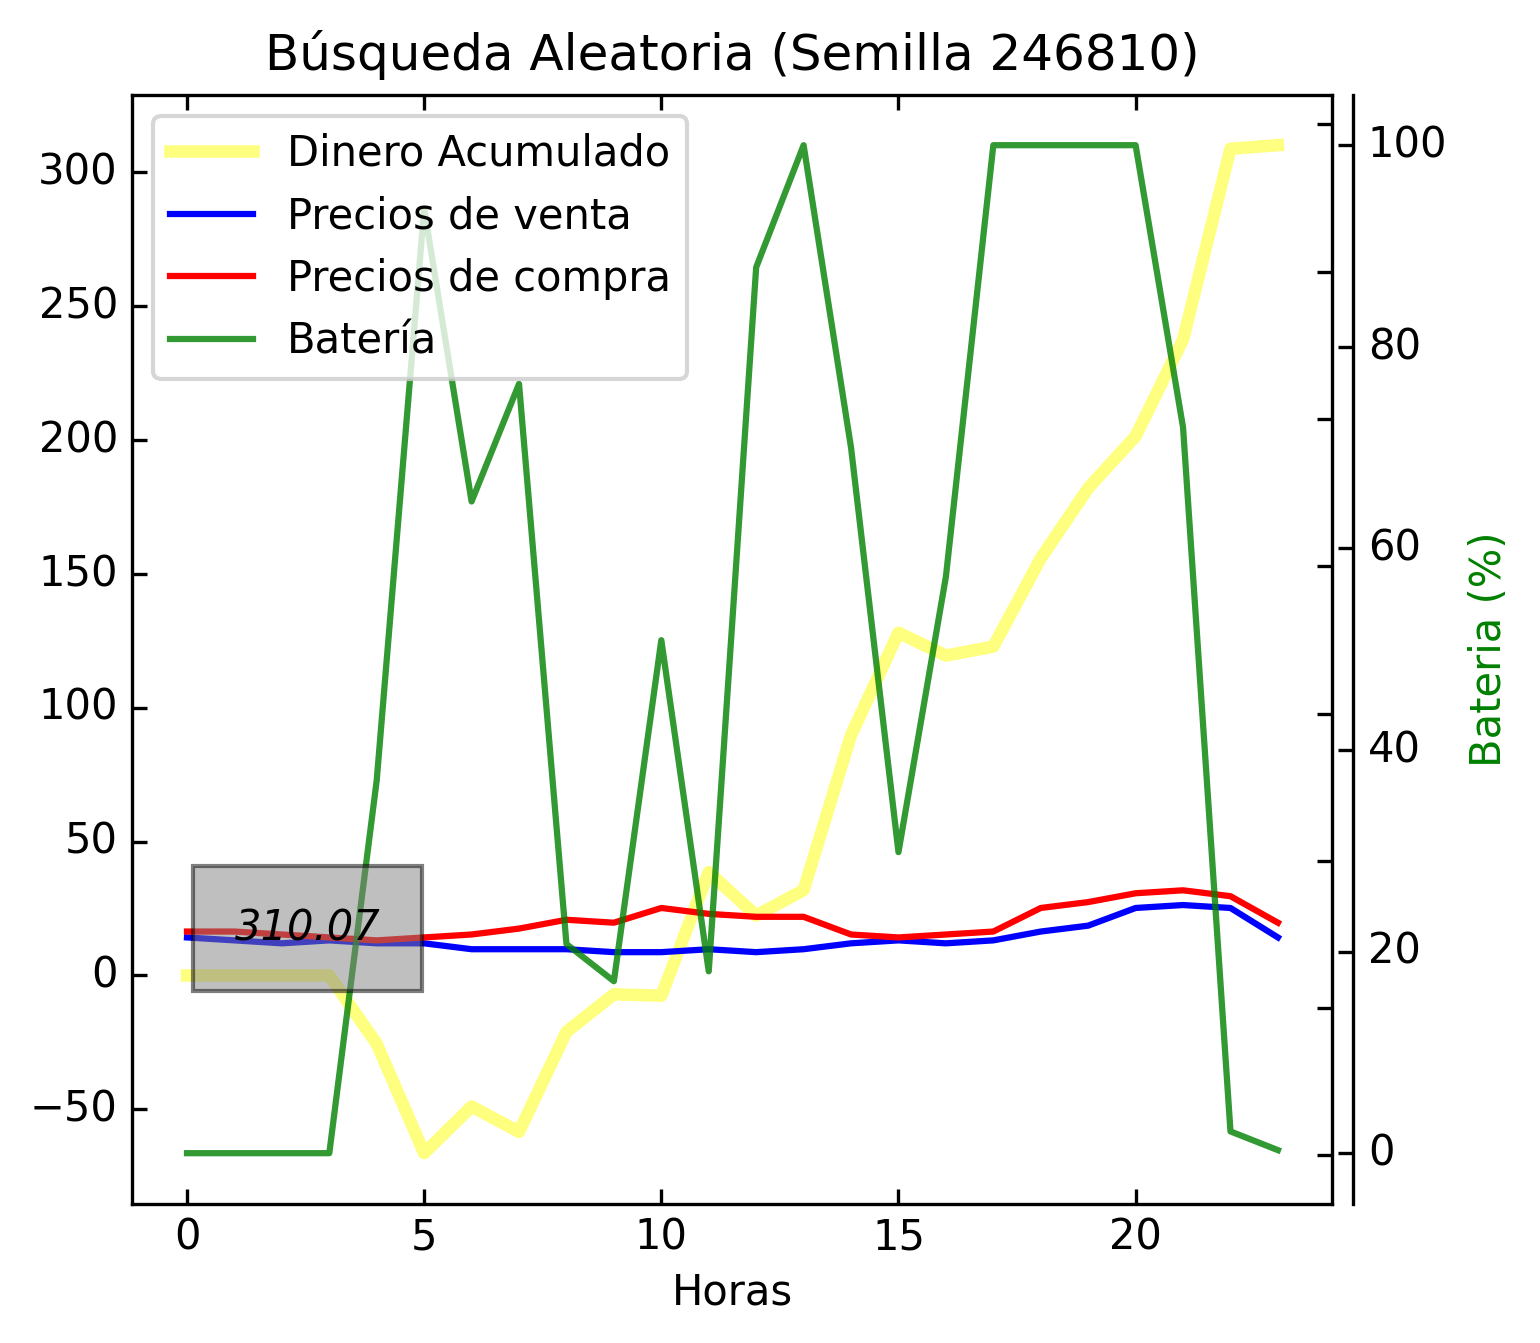 Búsqueda Aleatoria (Semilla 246810)
Dinero Acumulado
Precios de venta
Precios de compra
Batería
300
250
200
150
100
50
0
−50
310.07
100
80
60
40
20
0
Bateria (%)
0 5 10 15 20
Horas